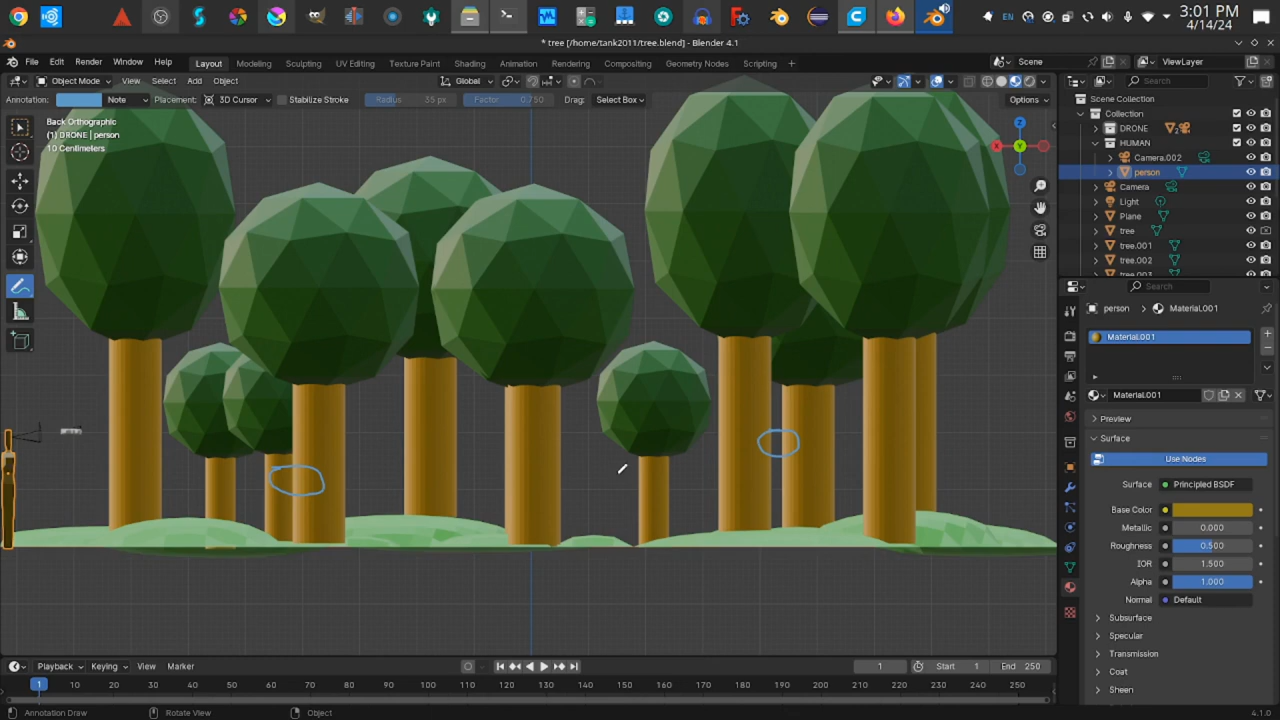 EN
3:01 PM
4/14/24
* tree [/home/tank2011/tree.blend] - Blender 4.1
File Edit Render Window Help
Layout Modeling Sculpting UV Editing Texture Paint Shading Animation Rendering Compositing Geometry Nodes Scripting +
Scene
ViewLayer
Object Mode View Select Add Object
Global
Search
Annotation: Note Placement: 3D Cursor Stabilize Stroke Radius 35 px Factor 0.750 Drag: Select Box
Options
Back Orthographic
(1) DRONE | person
10 Centimeters
Z
X
Y
Scene Collection
Collection
DRONE
HUMAN
Camera.002
person
Camera
Light
Plane
tree
tree.001
tree.002
tree.003
Search
person > Material.001
Material.001
Material.001
Preview
Surface
Use Nodes
Surface Principled BSDF
Base Color
Metallic 0.000
Roughness 0.500
IOR 1.500
Alpha 1.000
Normal Default
Subsurface
Specular
Transmission
Coat
Sheen
Playback Keying View Marker
1 Start 1 End 250
1 10 20 30 40 50 60 70 80 90 100 110 120 130 140 150 160 170 180 190 200 210 220 230 240 250
Annotation Draw Rotate View Object
4.1.0